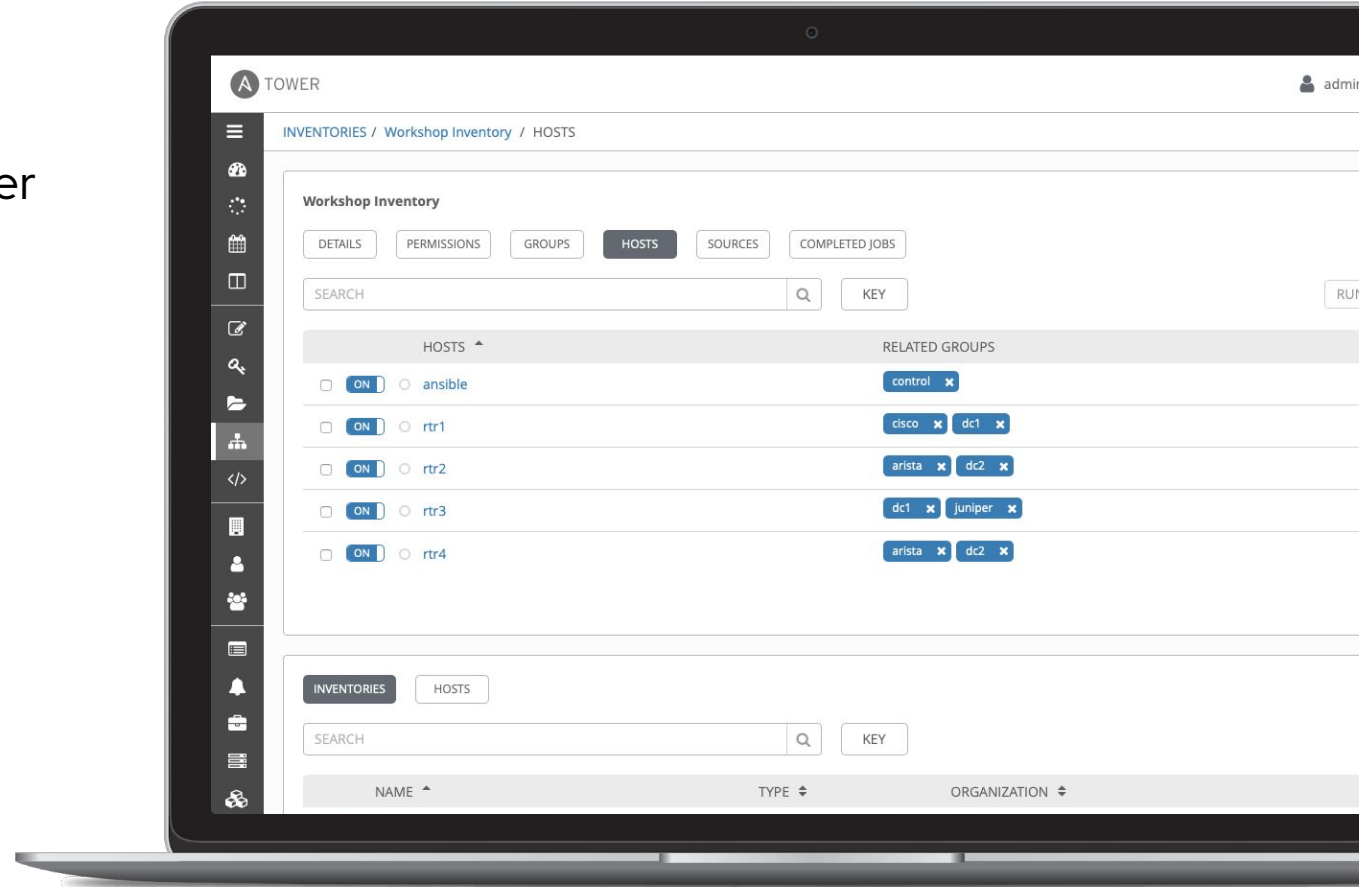 er
TOWER
INVENTORIES / Workshop Inventory / HOSTS
Workshop Inventory
DETAILS PERMISSIONS GROUPS HOSTS SOURCES COMPLETED JOBS
SEARCH KEY
HOSTS RELATED GROUPS
ON ansible control
ON rtr1 cisco dc1
ON rtr2 arista dc2
ON rtr3 dc1 juniper
ON rtr4 arista dc2
INVENTORIES HOSTS
SEARCH KEY
NAME TYPE ORGANIZATION